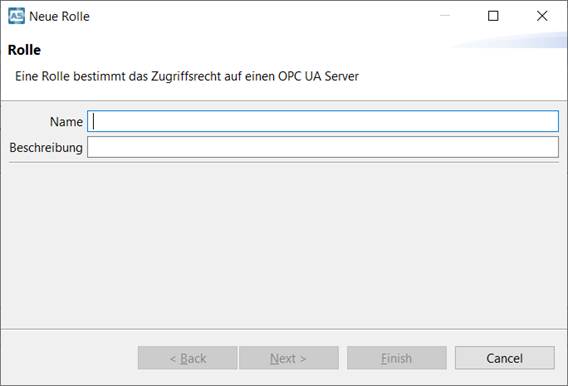 Neue Rolle
Rolle
Eine Rolle bestimmt das Zugriffsrecht auf einen OPC UA Server
Name
Beschreibung
< Back
Next >
Finish
Cancel